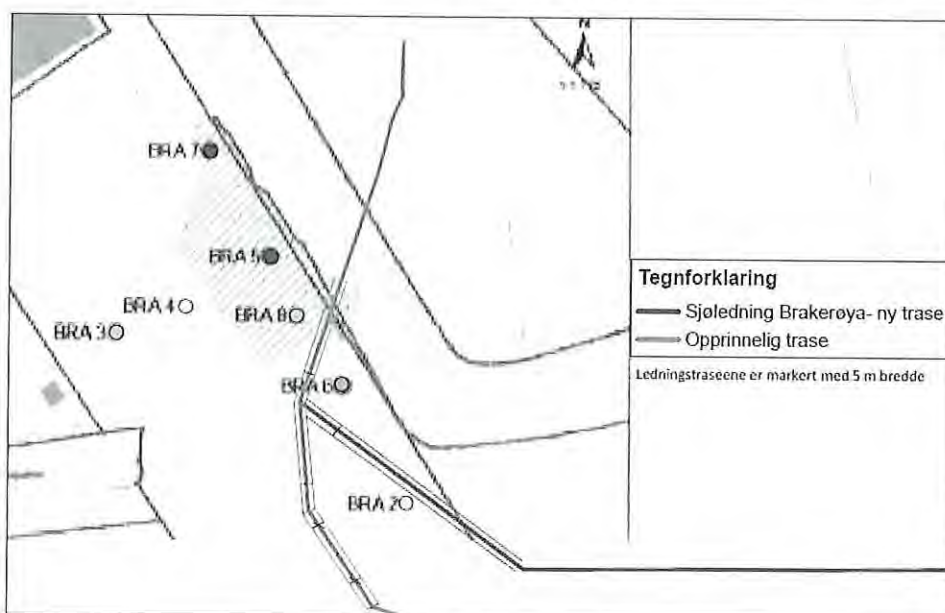 N
BRA 7
BRA 5
BRA 4
BRA 8
BRA 3
BRA 6
BRA 2
Tegnforklaring
Sjøledning Brakerøya- ny trase
Opprinnelig trase
Ledningstraseene er markert med 5 m bredde